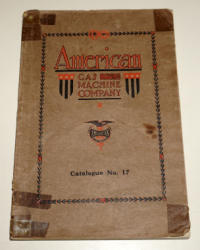 American
GAS MACHINE
COMPANY
Catalogue No. 17